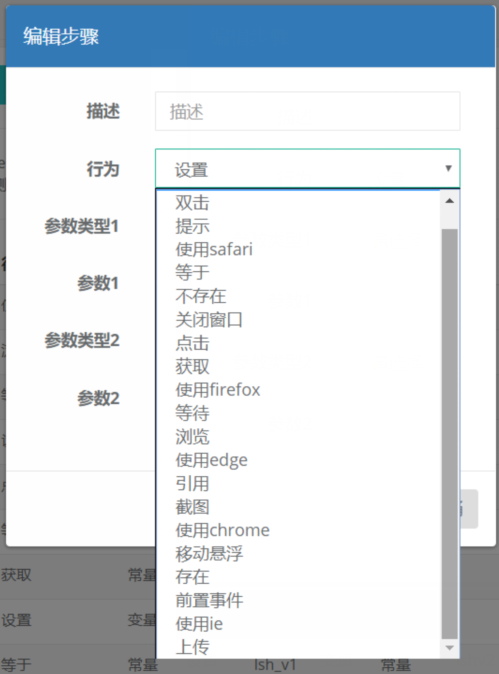 编辑步骤
描述 描述
行为 设置
双击
参数类型1 提示
使用safari
等于
参数1 不存在
关闭窗口
参数类型2 点击
获取
使用firefox
参数2 等待
浏览
使用edge
引用
截图
使用chrome
移动悬浮
获取 常量 存在
前置事件
设置 变量 使用ie
上传
等于 常量 lsh_v1 常量